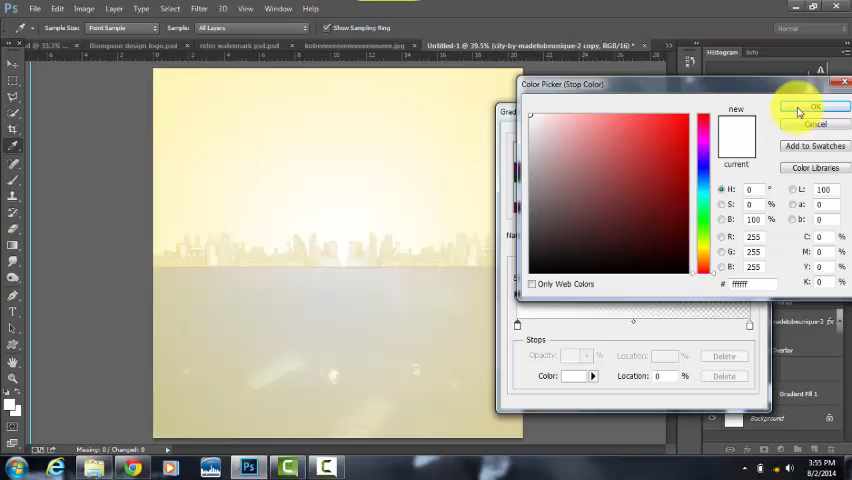 Ps File Edit Image Layer Type Select Filter 3D View Window Help
Sample Size: Point Sample Sample: All Layers Show Sampling Ring Normal
d @ 33.3% ... thompson design logo.psd retro watermark psd.psd kobeeeeeeeeeeeeeeeee.jpg Untitled-1 @ 39.5% (city-by-madetobeunique-2 copy, RGB/8) * Histogram Info
Color Picker (Stop Color)
new
OK
Cancel
current
Add to Swatches
Color Libraries
H: 0 °
S: 0 %
B: 100 %
R: 255
G: 255
B: 255
L: 100
a: 0
b: 0
C: 0 %
M: 0 %
Y: 0 %
K: 0 %
# ffffff
Only Web Colors
Grad
Stops
Opacity: % Location: % Delete
Color: Location: 0 % Delete
madetobeunique-2 fx
Overlay
Gradient Fill 1
Background
Missing: 0 / Changed: 0
3:55 PM
8/2/2014